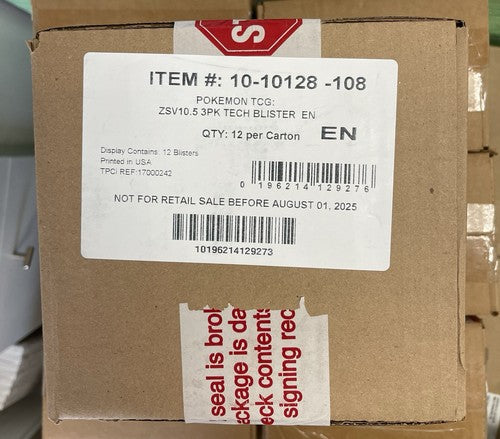 ST
ITEM #: 10-10128 -108
POKEMON TCG:
ZSV10.5 3PK TECH BLISTER EN
QTY: 12 per Carton EN
Display Contains: 12 Blisters
Printed in USA
TPCi REF:17000242
0 196214 129276
NOT FOR RETAIL SALE BEFORE AUGUST 01, 2025
10196214129273
seal is brok
ackage is da
eck contents
signing rec